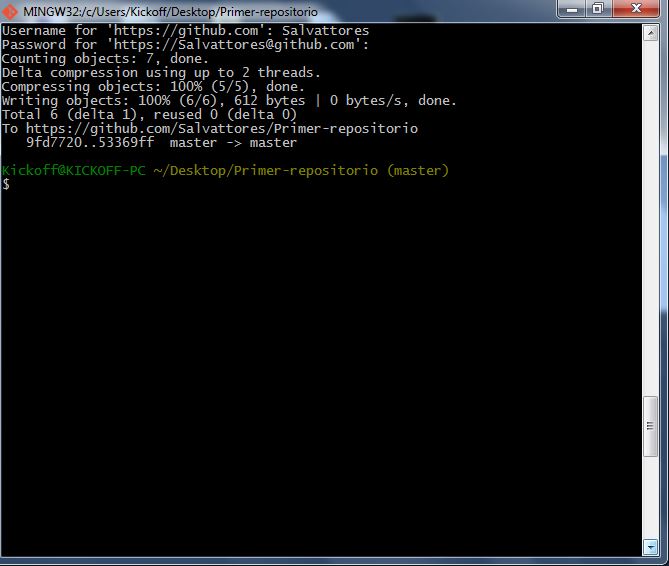 MINGW32:/c/Users/Kickoff/Desktop/Primer-repositorio
Username for 'https://github.com': Salvattores
Password for 'https://Salvattores@github.com':
Counting objects: 7, done.
Delta compression using up to 2 threads.
Compressing objects: 100% (5/5), done.
Writing objects: 100% (6/6), 612 bytes | 0 bytes/s, done.
Total 6 (delta 1), reused 0 (delta 0)
To https://github.com/Salvattores/Primer-repositorio
   9fd7720..53369ff  master -> master
Kickoff@KICKOFF-PC ~/Desktop/Primer-repositorio (master)
$